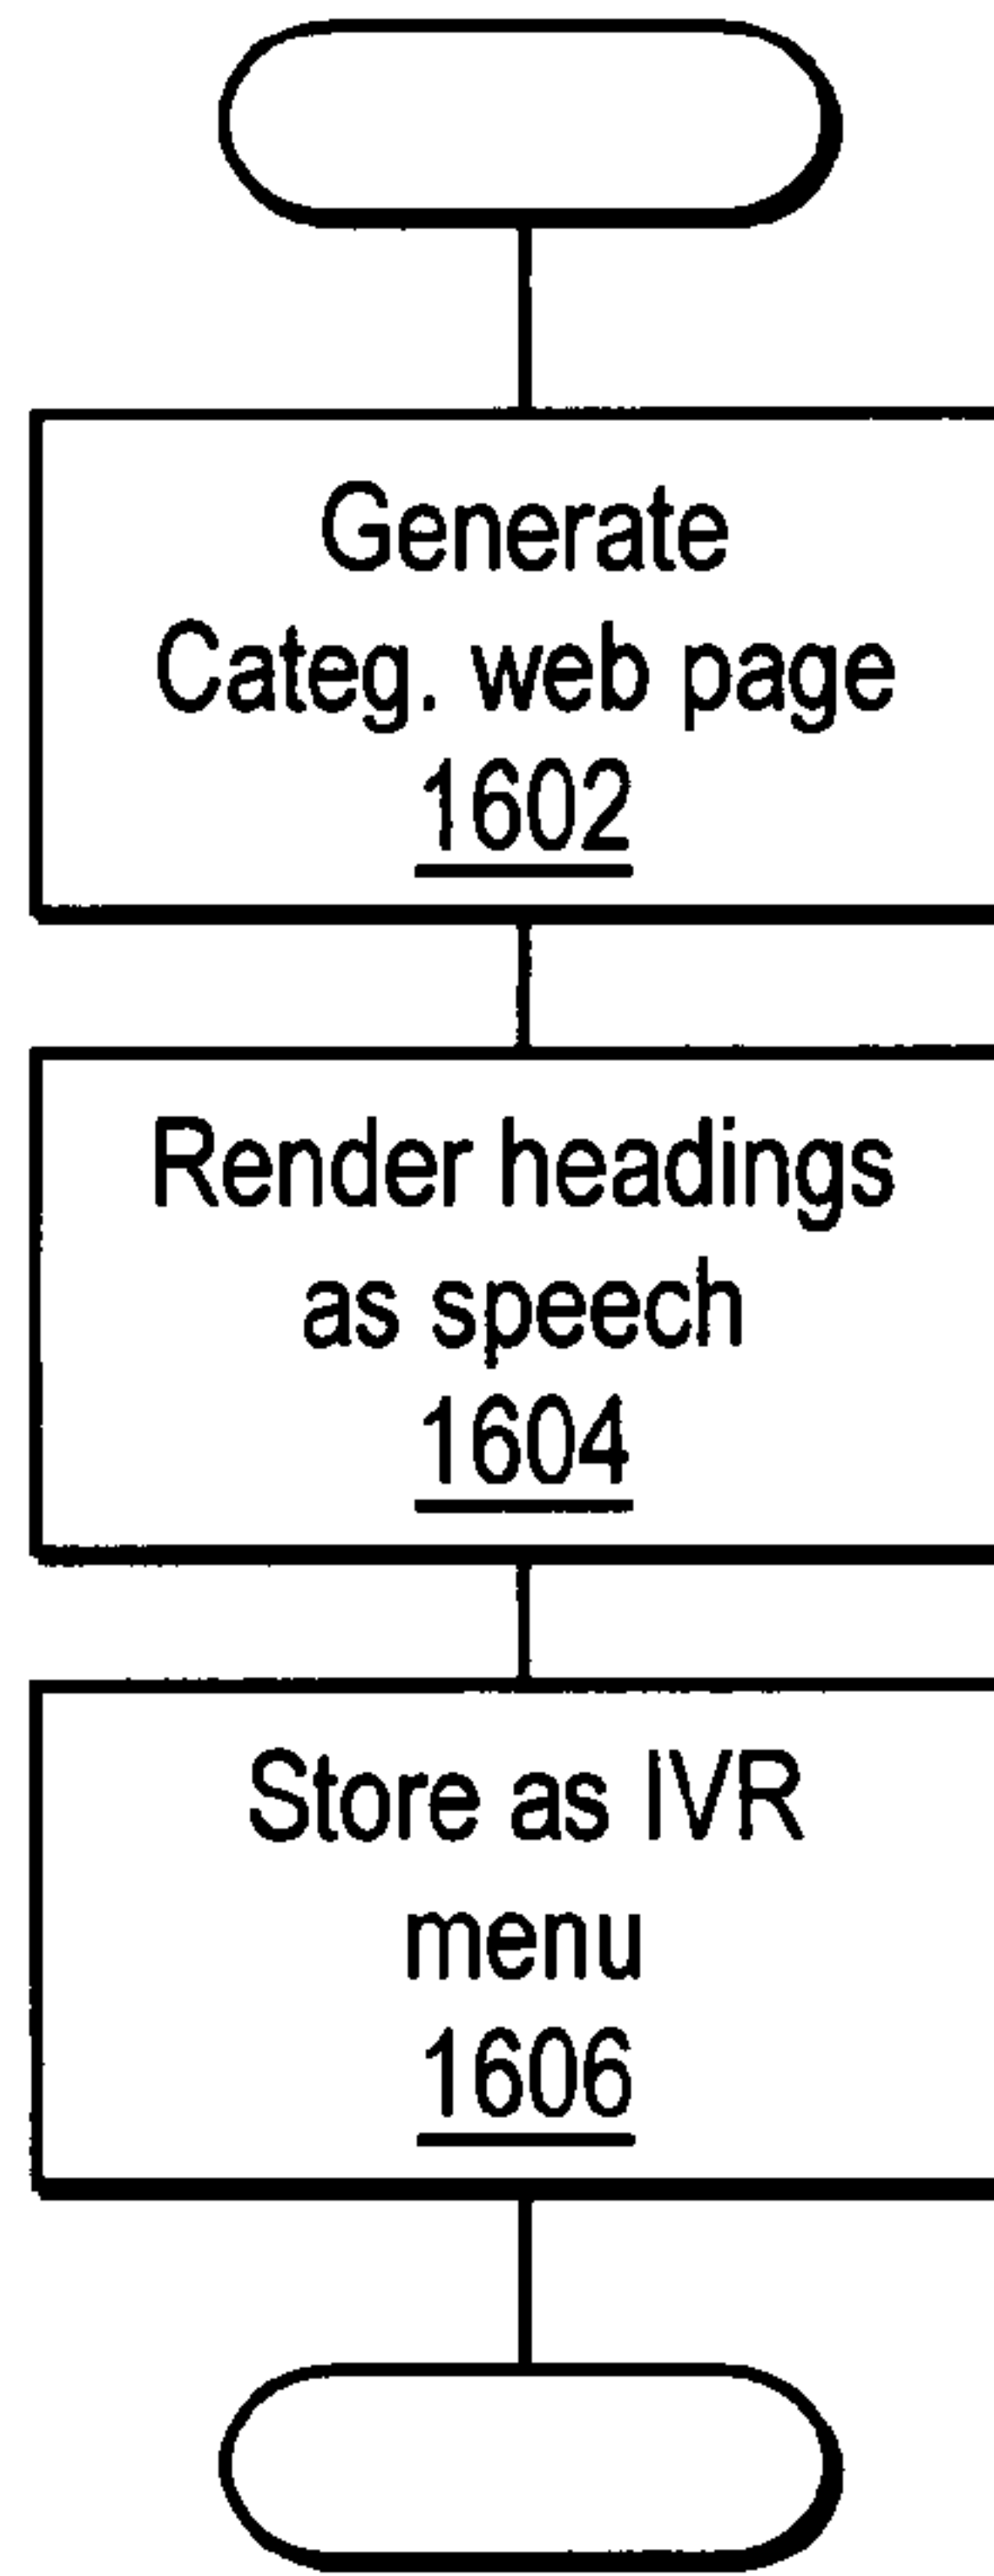 Generate
Categ. web page
1602
Render headings
as speech
1604
Store as IVR
menu
1606